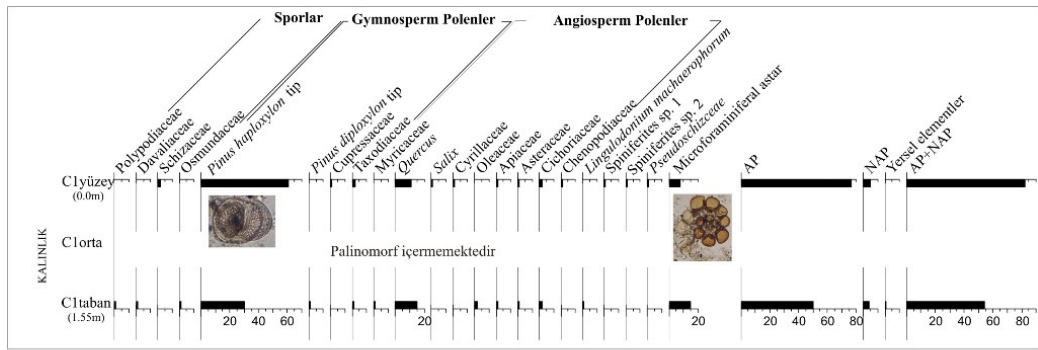 Sporlar
Gymnosperm Polenler
Angiosperm Polenler
Polypodiaceae
Davaliaceae
Schizaceae
Osmundaceae
Pinus haploxylon tip
Pinus diploxylon tip
Cupressaceae
Taxodiaceae
Myricaceae
Quercus
Salix
Cyrillaceae
Oleaceae
Apiaceae
Asteraceae
Cichoriaceae
Chenopodiaceae
Lingulodonium machaerophorum
Spiniferites sp. 1
Spiniferites sp. 2
Pseudoschizceae
Microforaminiferal astar
AP
NAP
Yersel elementler
AP+NAP
KALINLIK
C1yüzey
(0.0m)
C1orta
Palinomorf içermemektedir
C1taban
(1.55m)
20 40 60 20 20 20 40 60 80 20 40 60 80